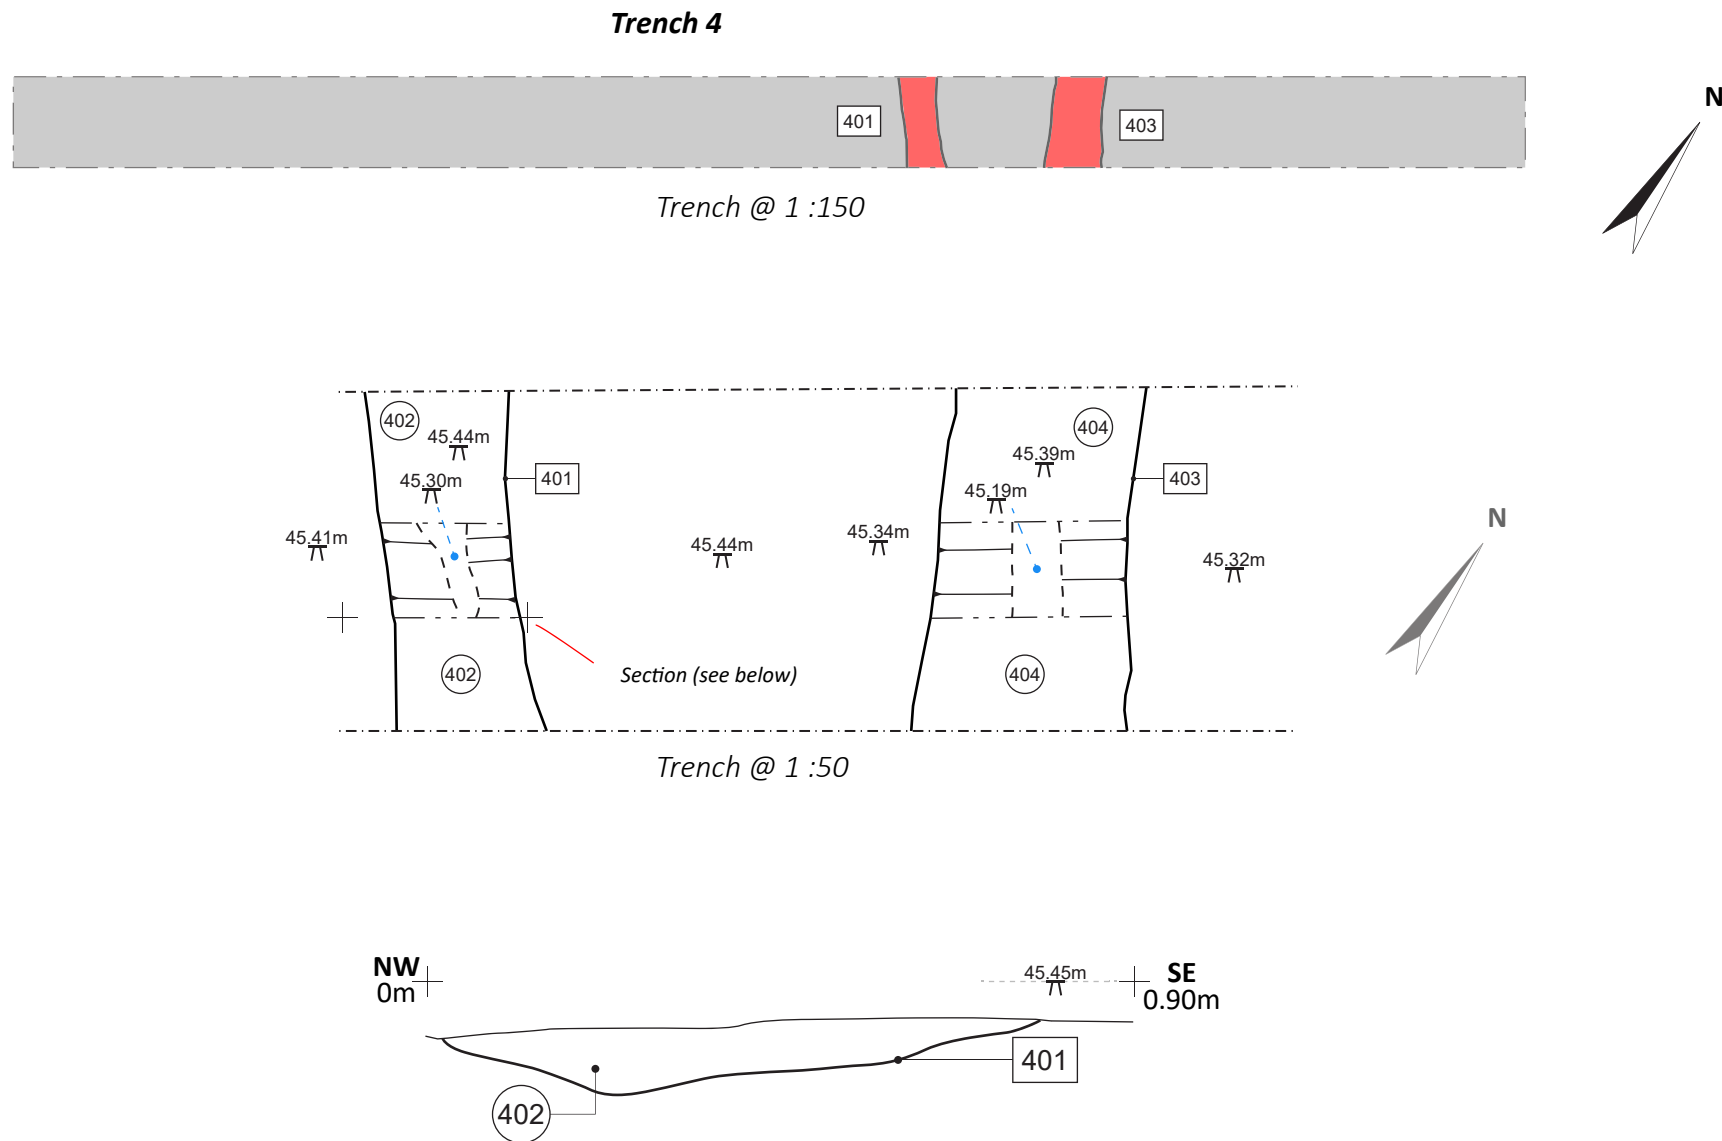 Trench 4
401
403
N
Trench @ 1 :150
402
45.44m
45.30m
401
45.41m
45.44m
45.34m
404
45.39m
45.19m
403
45.32m
N
402
Section (see below)
404
Trench @ 1 :50
NW
0m
45.45m
SE
0.90m
401
402